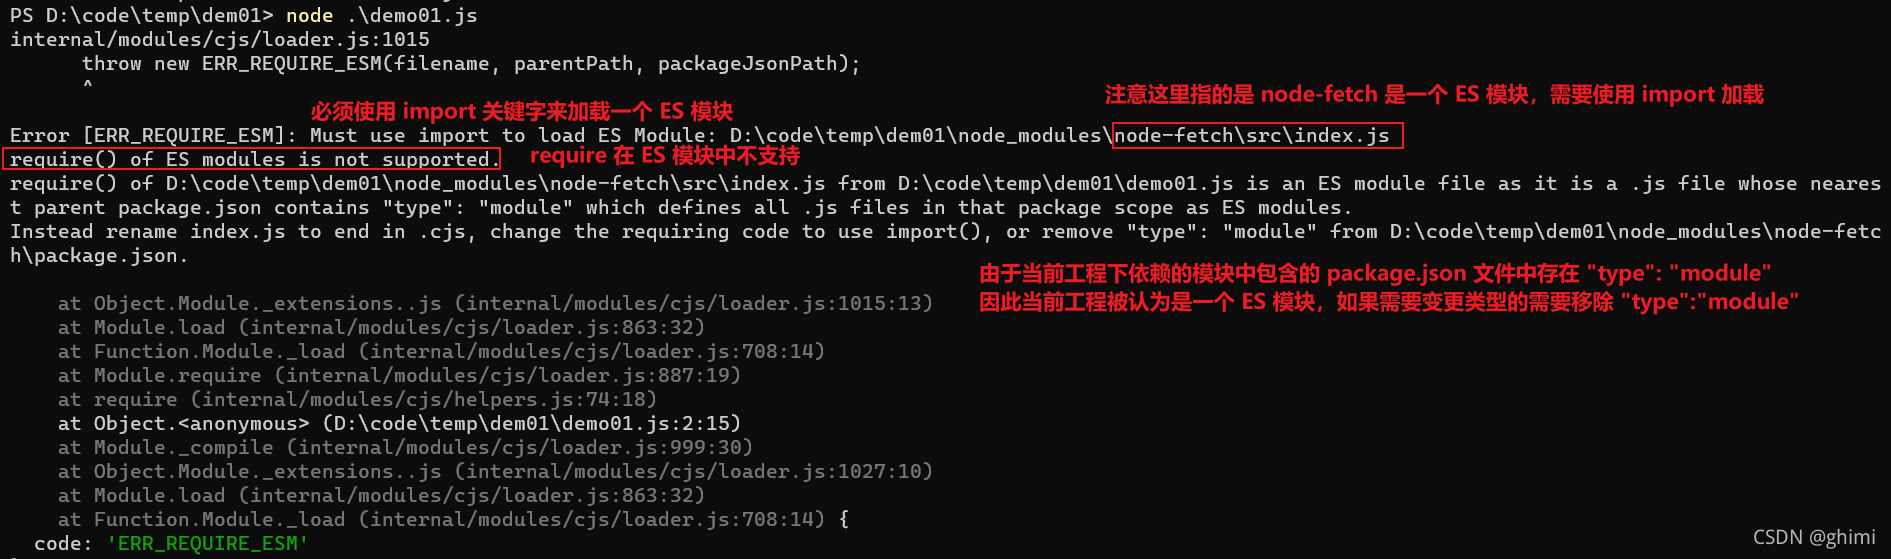 PS D:\code\temp\dem01> node .\demo01.js
internal/modules/cjs/loader.js:1015
throw new ERR_REQUIRE_ESM(filename, parentPath, packageJsonPath);
^
必须使用 import 关键字来加载一个 ES 模块
注意这里指的是 node-fetch 是一个 ES 模块，需要使用 import 加载
Error [ERR_REQUIRE_ESM]: Must use import to load ES Module: D:\code\temp\dem01\node_modules\node-fetch\src\index.js
require() of ES modules is not supported.
require 在 ES 模块中不支持
require() of D:\code\temp\dem01\node_modules\node-fetch\src\index.js from D:\code\temp\dem01\demo01.js is an ES module file as it is a .js file whose neares
t parent package.json contains "type": "module" which defines all .js files in that package scope as ES modules.
Instead rename index.js to end in .cjs, change the requiring code to use import(), or remove "type": "module" from D:\code\temp\dem01\node_modules\node-fetc
h\package.json.
由于当前工程下依赖的模块中包含的 package.json 文件中存在 "type": "module"
因此当前工程被认为是一个 ES 模块，如果需要变更类型的需要移除 "type":"module"
at Object.Module._extensions..js (internal/modules/cjs/loader.js:1015:13)
at Module.load (internal/modules/cjs/loader.js:863:32)
at Function.Module._load (internal/modules/cjs/loader.js:708:14)
at Module.require (internal/modules/cjs/loader.js:887:19)
at require (internal/modules/cjs/helpers.js:74:18)
at Object.<anonymous> (D:\code\temp\dem01\demo01.js:2:15)
at Module._compile (internal/modules/cjs/loader.js:999:30)
at Object.Module._extensions..js (internal/modules/cjs/loader.js:1027:10)
at Module.load (internal/modules/cjs/loader.js:863:32)
at Function.Module._load (internal/modules/cjs/loader.js:708:14) {
code: 'ERR_REQUIRE_ESM'
CSDN @ghimi